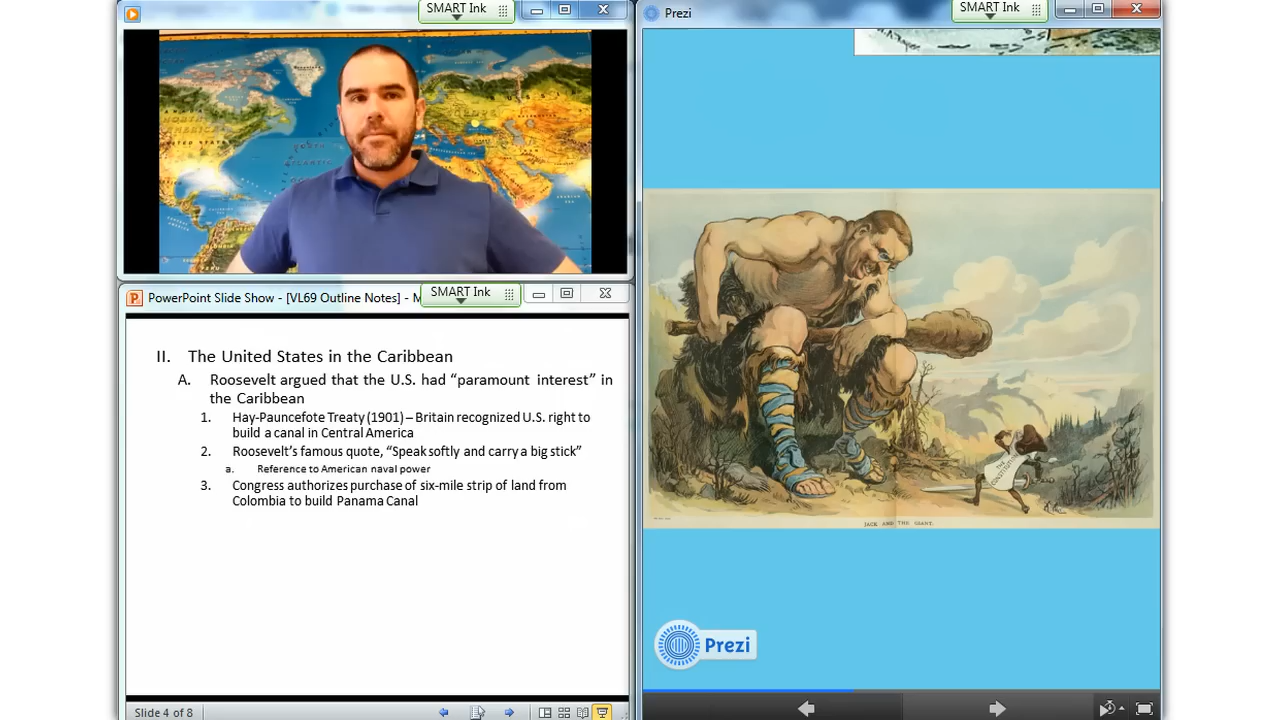 SMART Ink
Prezi
SMART Ink
PowerPoint Slide Show - [VL69 Outline Notes] - M
SMART Ink
II. The United States in the Caribbean
A. Roosevelt argued that the U.S. had “paramount interest” in
the Caribbean
1. Hay-Pauncefote Treaty (1901) – Britain recognized U.S. right to
build a canal in Central America
2. Roosevelt’s famous quote, “Speak softly and carry a big stick”
a. Reference to American naval power
3. Congress authorizes purchase of six-mile strip of land from
Colombia to build Panama Canal
Slide 4 of 8
THE
CONSTITUTION
JACK AND THE GIANT.
Prezi